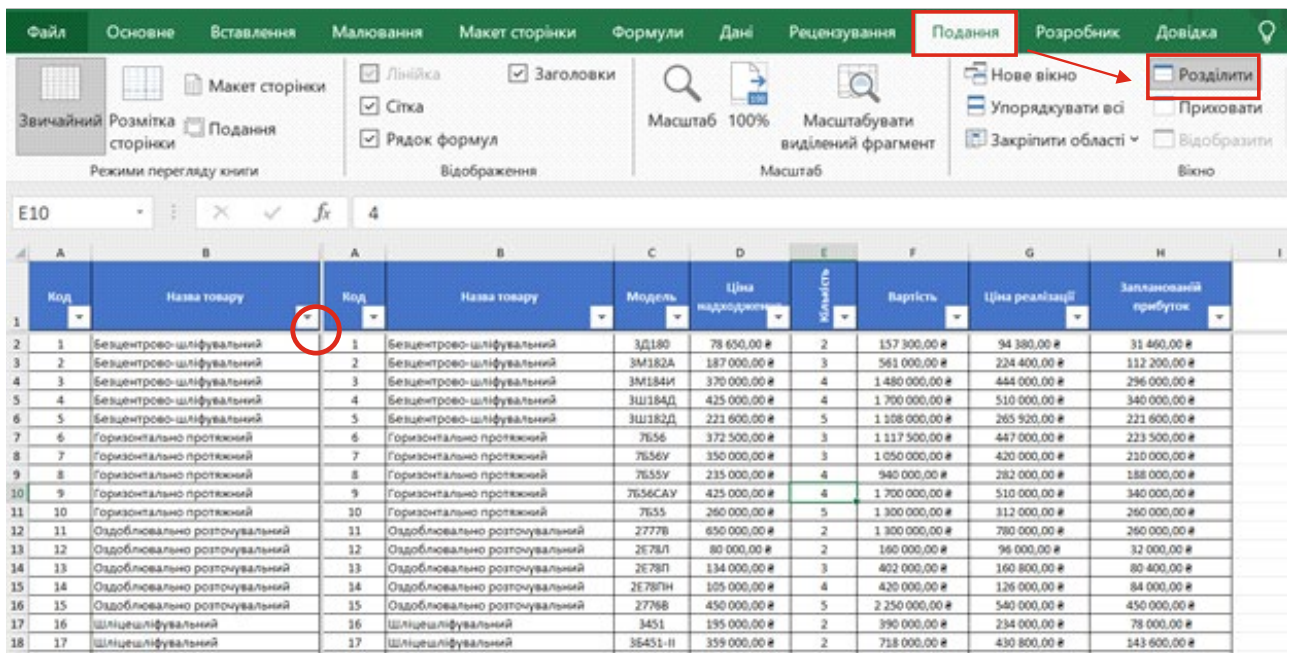 Файл Основне Вставлення Малювання Макет сторінки Формули Дані Рецензування Подання Розробник Довідка
Звичайний
Розмітка сторінки
Макет сторінки
Подання
Режими перегляду книги
Лінійка Заголовки
Сітка
Рядок формул
Відображення
Масштаб 100% Масштабувати виділений фрагмент
Масштаб
Нове вікно Розділити
Упорядкувати всі Приховати
Закріпити області Відобразити
Вікно
E10 fx 4
A B A B C D E F G H I
1 Код Назва товару Код Назва товару Модель Ціна надходження Кількість Вартість Ціна реалізації Запланованій прибуток
2 1 Безцентрово-шліфувальний 1 Безцентрово-шліфувальний 3Д180 78 650,00 ₴ 2 157 300,00 ₴ 94 380,00 ₴ 31 460,00 ₴
3 2 Безцентрово-шліфувальний 2 Безцентрово-шліфувальний 3М182А 187 000,00 ₴ 3 561 000,00 ₴ 224 400,00 ₴ 112 200,00 ₴
4 3 Безцентрово-шліфувальний 3 Безцентрово-шліфувальний 3М184И 370 000,00 ₴ 4 1 480 000,00 ₴ 444 000,00 ₴ 296 000,00 ₴
5 4 Безцентрово-шліфувальний 4 Безцентрово-шліфувальний 3Ш184Д 425 000,00 ₴ 4 1 700 000,00 ₴ 510 000,00 ₴ 340 000,00 ₴
6 5 Безцентрово-шліфувальний 5 Безцентрово-шліфувальний 3Ш182Д 221 600,00 ₴ 5 1 108 000,00 ₴ 265 920,00 ₴ 221 600,00 ₴
7 6 Горизонтально протяжний 6 Горизонтально протяжний 7Б56 372 500,00 ₴ 3 1 117 500,00 ₴ 447 000,00 ₴ 223 500,00 ₴
8 7 Горизонтально протяжний 7 Горизонтально протяжний 7Б56У 350 000,00 ₴ 3 1 050 000,00 ₴ 420 000,00 ₴ 210 000,00 ₴
9 8 Горизонтально протяжний 8 Горизонтально протяжний 7Б55У 235 000,00 ₴ 4 940 000,00 ₴ 282 000,00 ₴ 188 000,00 ₴
10 9 Горизонтально протяжний 9 Горизонтально протяжний 7Б56САУ 425 000,00 ₴ 4 1 700 000,00 ₴ 510 000,00 ₴ 340 000,00 ₴
11 10 Горизонтально протяжний 10 Горизонтально протяжний 7Б55 260 000,00 ₴ 5 1 300 000,00 ₴ 312 000,00 ₴ 260 000,00 ₴
12 11 Оздоблювально розточувальний 11 Оздоблювально розточувальний 2777В 650 000,00 ₴ 2 1 300 000,00 ₴ 780 000,00 ₴ 260 000,00 ₴
13 12 Оздоблювально розточувальний 12 Оздоблювально розточувальний 2Е78Л 80 000,00 ₴ 2 160 000,00 ₴ 96 000,00 ₴ 32 000,00 ₴
14 13 Оздоблювально розточувальний 13 Оздоблювально розточувальний 2Е78П 134 000,00 ₴ 3 402 000,00 ₴ 160 800,00 ₴ 80 400,00 ₴
15 14 Оздоблювально розточувальний 14 Оздоблювально розточувальний 2Е78ПН 105 000,00 ₴ 4 420 000,00 ₴ 126 000,00 ₴ 84 000,00 ₴
16 15 Оздоблювально розточувальний 15 Оздоблювально розточувальний 2776В 450 000,00 ₴ 5 2 250 000,00 ₴ 540 000,00 ₴ 450 000,00 ₴
17 16 Шліцешліфувальний 16 Шліцешліфувальний 3451 195 000,00 ₴ 2 390 000,00 ₴ 234 000,00 ₴ 78 000,00 ₴
18 17 Шліцешліфувальний 17 Шліцешліфувальний 3Б451-II 359 000,00 ₴ 2 718 000,00 ₴ 430 800,00 ₴ 143 600,00 ₴